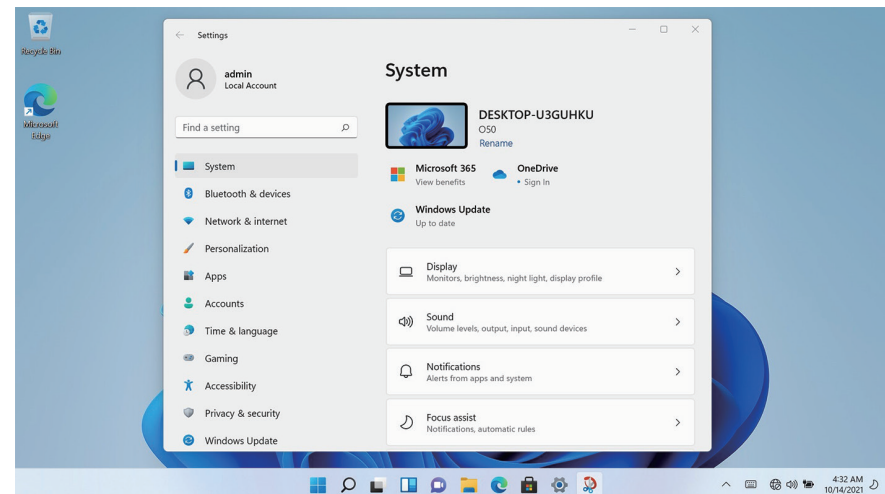 Recycle Bin
Microsoft
Edge
Settings
admin
Local Account
Find a setting
System
Bluetooth & devices
Network & internet
Personalization
Apps
Accounts
Time & language
Gaming
Accessibility
Privacy & security
Windows Update
System
DESKTOP-U3GUHKU
O50
Rename
Microsoft 365
View benefits
OneDrive
• Sign In
Windows Update
Up to date
Display
Monitors, brightness, night light, display profile
Sound
Volume levels, output, input, sound devices
Notifications
Alerts from apps and system
Focus assist
Notifications, automatic rules
4:32 AM
10/14/2021